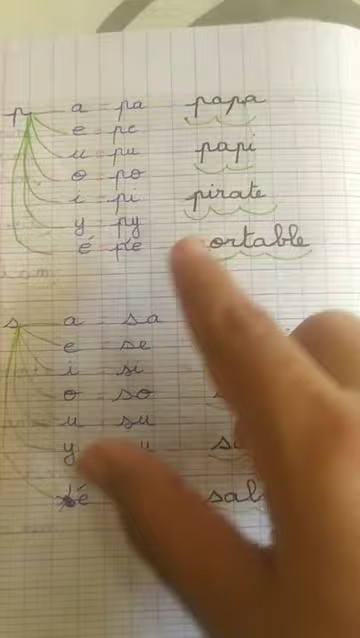 p a pa papa
e pe
u pu papi
o po
i pi pirate
y py
é pé ortable
s a sa
e se
i si
o so
u su
y
é sal